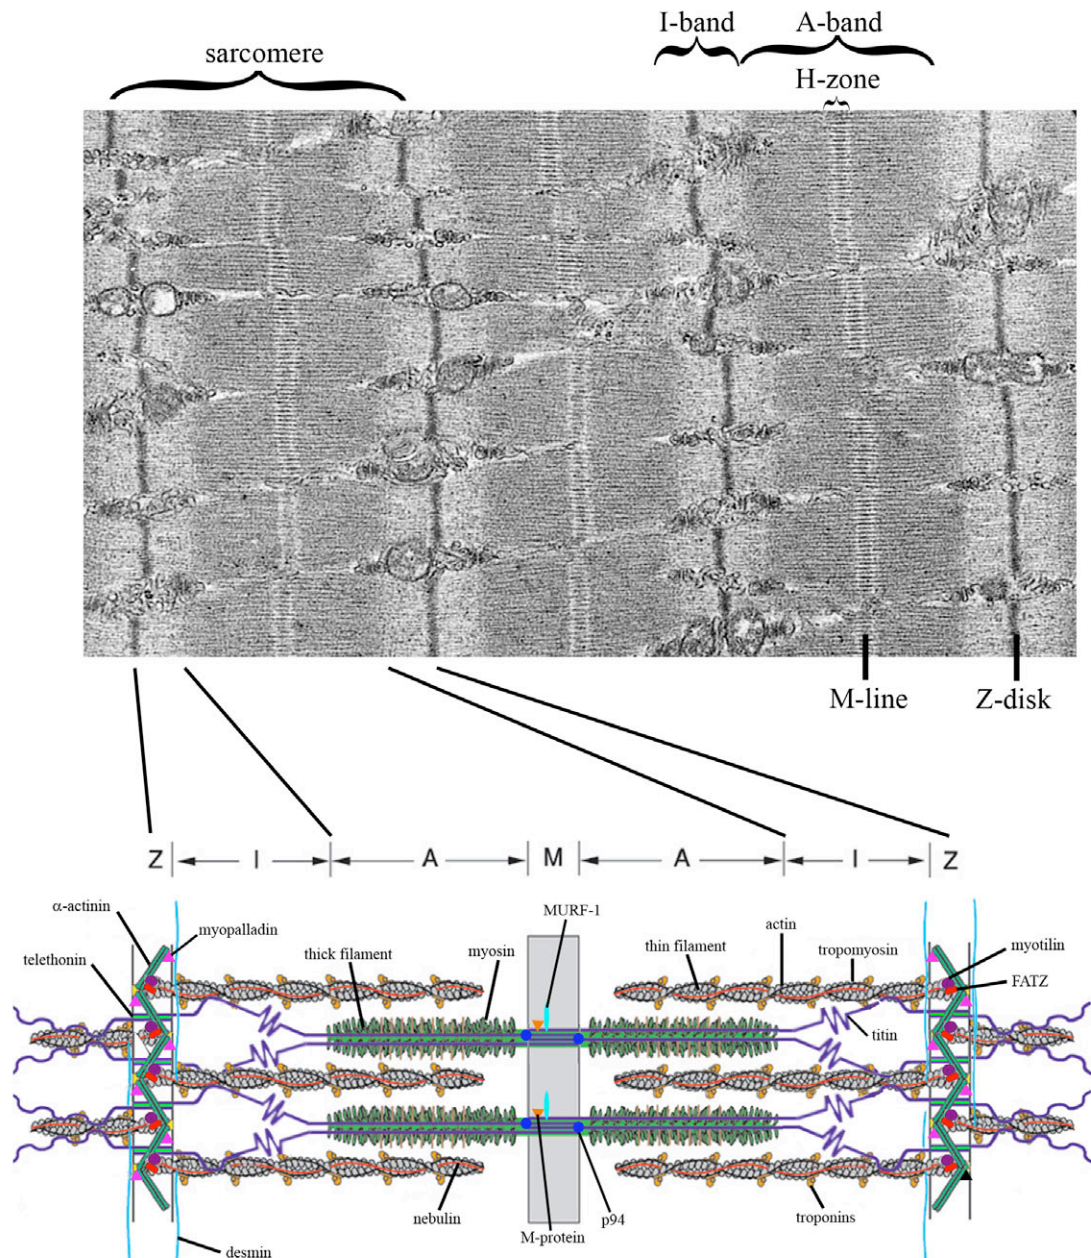 I-band
A-band
sarcomere
H-zone
M-line
Z-disk
Z
I
A
M
A
I
Z
α-actinin
MURF-1
myopalladin
actin
thick filament
myosin
thin filament
tropomyosin
myotilin
telethonin
FATZ
titin
nebulin
p94
troponins
M-protein
desmin